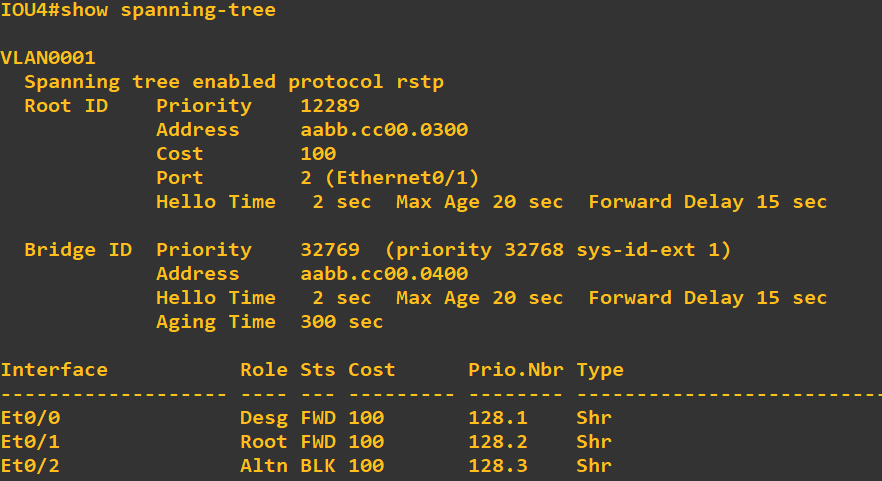 IOU4#show spanning-tree
VLAN0001
  Spanning tree enabled protocol rstp
  Root ID    Priority    12289
             Address     aabb.cc00.0300
             Cost        100
             Port        2 (Ethernet0/1)
             Hello Time   2 sec  Max Age 20 sec  Forward Delay 15 sec
  Bridge ID  Priority    32769  (priority 32768 sys-id-ext 1)
             Address     aabb.cc00.0400
             Hello Time   2 sec  Max Age 20 sec  Forward Delay 15 sec
             Aging Time  300 sec
Interface           Role Sts Cost      Prio.Nbr Type
------------------- ---- --- --------- -------- --------------------------
Et0/0               Desg FWD 100       128.1    Shr
Et0/1               Root FWD 100       128.2    Shr
Et0/2               Altn BLK 100       128.3    Shr